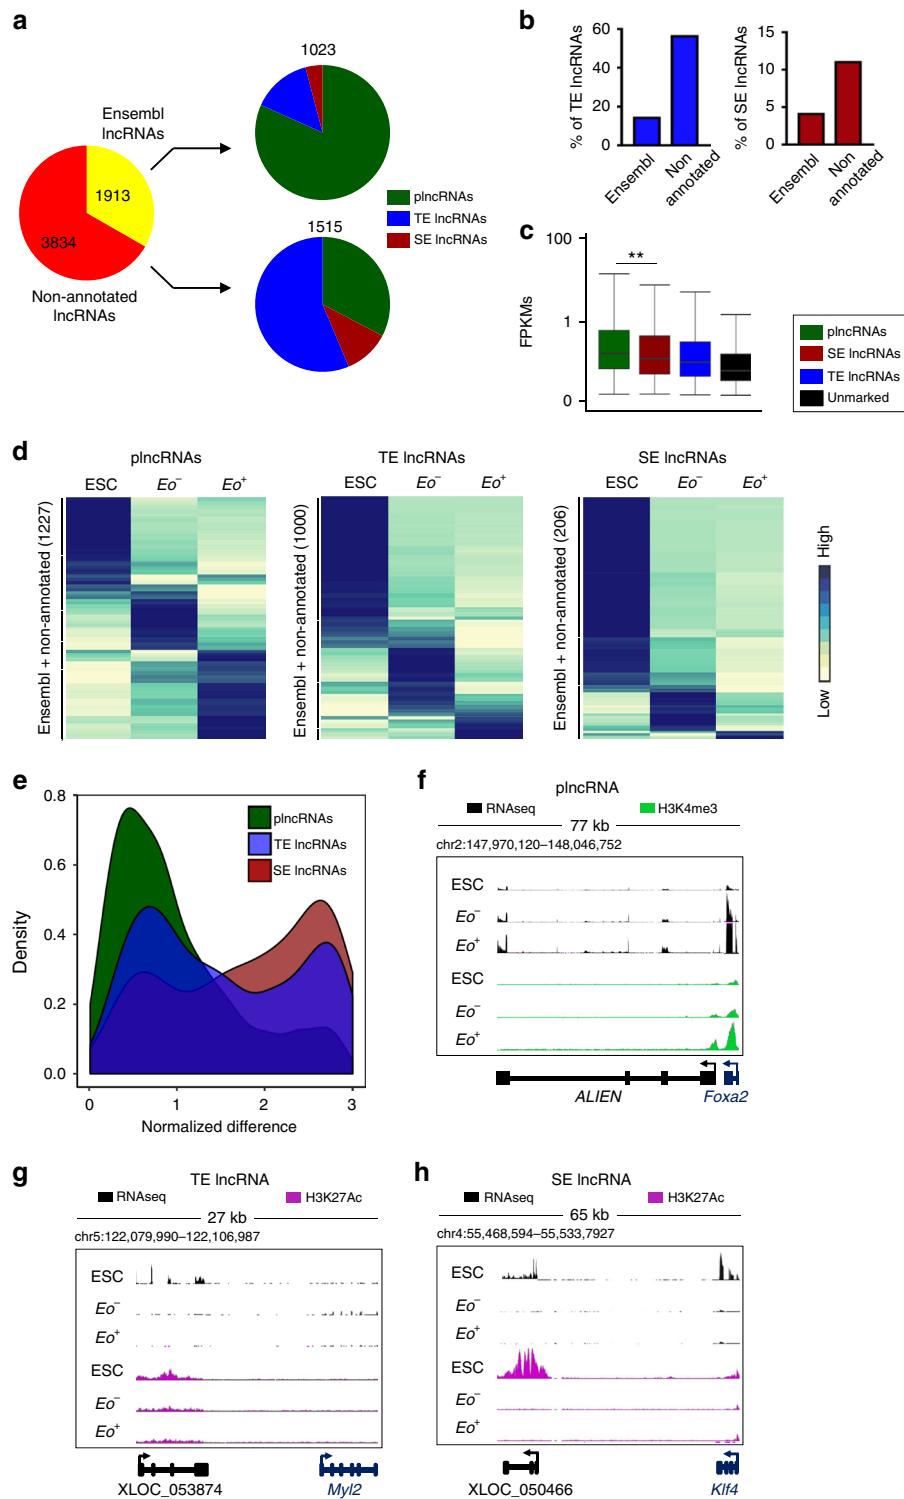 a
1023
Ensembl
lncRNAs
1913
3834
Non-annotated
lncRNAs
1515
plncRNAs
TE lncRNAs
SE lncRNAs
b
% of TE lncRNAs
60
40
20
0
Ensembl
Non
annotated
% of SE lncRNAs
15
10
5
0
Ensembl
Non
annotated
c
FPKMs
100
1
0
**
plncRNAs
SE lncRNAs
TE lncRNAs
Unmarked
d
plncRNAs
ESC Eo− Eo+
Ensembl + non-annotated (1227)
TE lncRNAs
ESC Eo− Eo+
Ensembl + non-annotated (1000)
SE lncRNAs
ESC Eo− Eo+
Ensembl + non-annotated (206)
High
Low
e
Density
0.8
0.6
0.4
0.2
0.0
plncRNAs
TE lncRNAs
SE lncRNAs
0 1 2 3
Normalized difference
f
plncRNA
RNAseq H3K4me3
77 kb
chr2:147,970,120–148,046,752
ESC
Eo−
Eo+
ESC
Eo−
Eo+
ALIEN Foxa2
g
TE lncRNA
RNAseq H3K27Ac
27 kb
chr5:122,079,990–122,106,987
ESC
Eo−
Eo+
ESC
Eo−
Eo+
XLOC_053874 Myl2
h
SE lncRNA
RNAseq H3K27Ac
65 kb
chr4:55,468,594–55,533,7927
ESC
Eo−
Eo+
ESC
Eo−
Eo+
XLOC_050466 Klf4